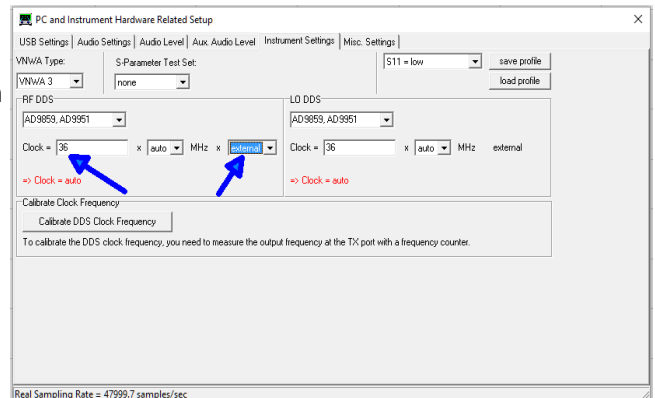 PC and Instrument Hardware Related Setup
USB Settings Audio Settings Audio Level Aux. Audio Level Instrument Settings Misc. Settings
VNWA Type: S-Parameter Test Set: S11 = low save profile
VNWA 3 none load profile
RF DDS LO DDS
AD9859, AD9951 AD9859, AD9951
Clock = 36 x auto MHz x external Clock = 36 x auto MHz external
=> Clock = auto => Clock = auto
Calibrate Clock Frequency
Calibrate DDS Clock Frequency
To calibrate the DDS clock frequency, you need to measure the output frequency at the TX port with a frequency counter.
Real Sampling Rate = 47999.7 samples/sec